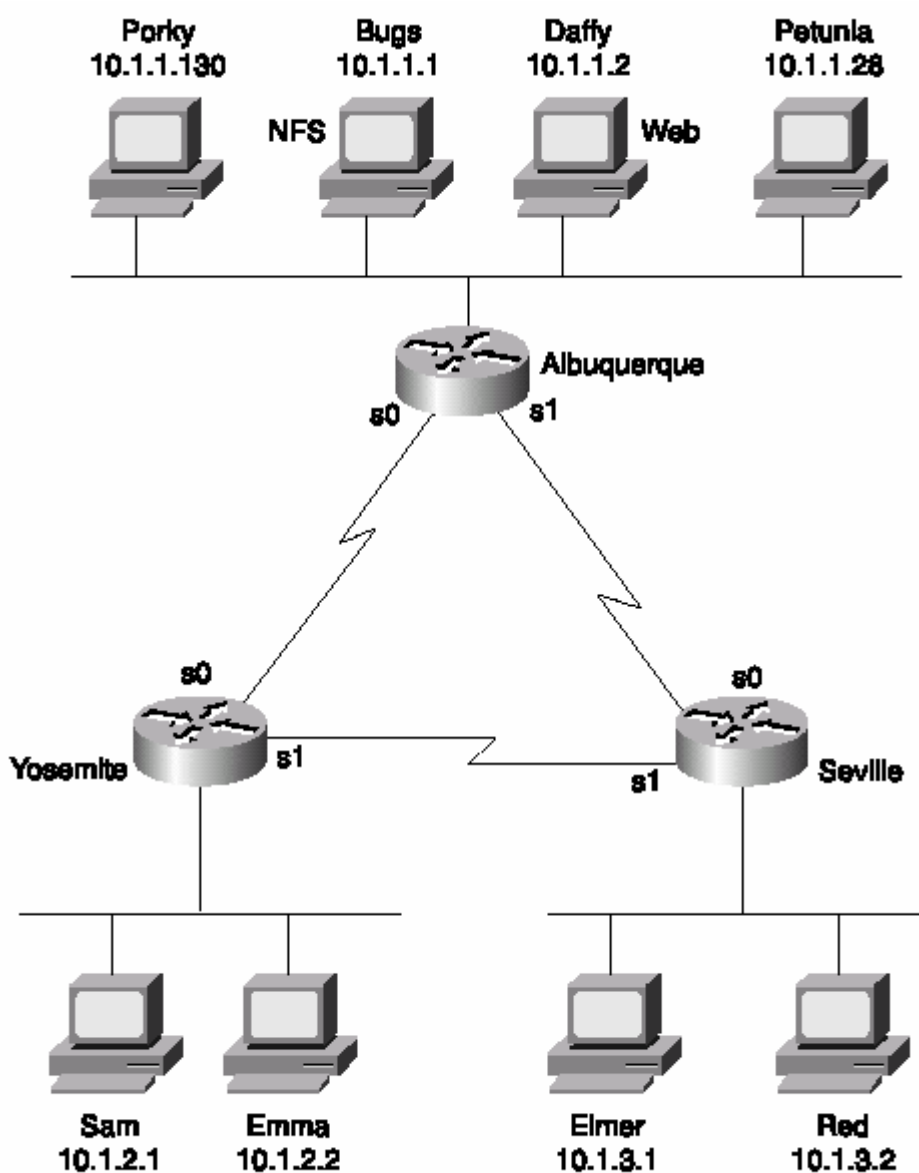 Porky
10.1.1.130
Bugs
10.1.1.1
Daffy
10.1.1.2
Petunia
10.1.1.28
NFS
Web
Albuquerque
s0
s1
s0
s1
Yosemite
s0
s1
Seville
Sam
10.1.2.1
Emma
10.1.2.2
Elmer
10.1.3.1
Red
10.1.3.2